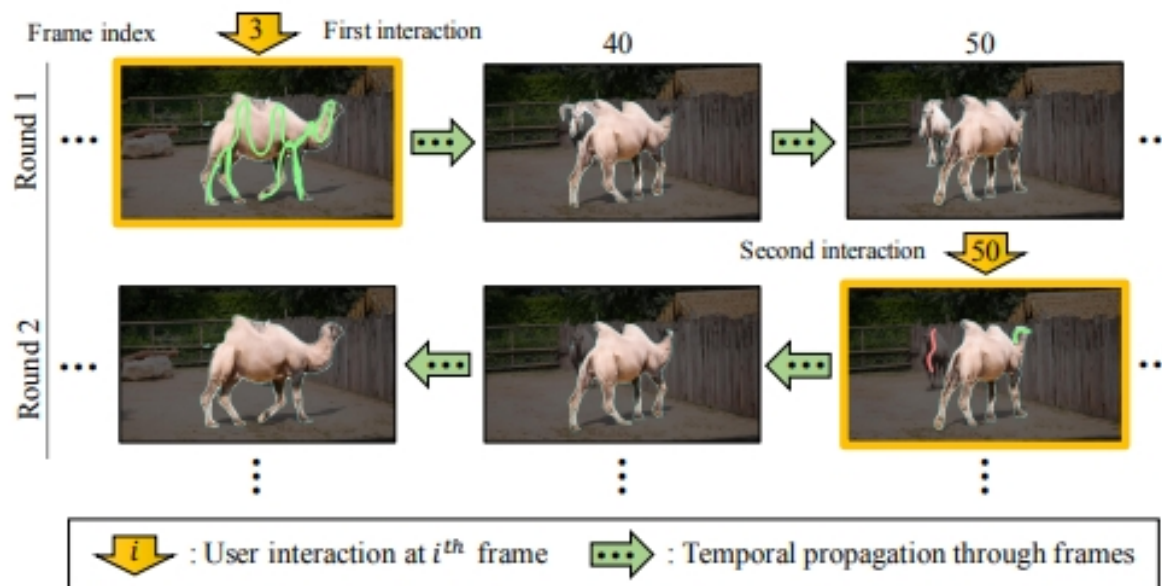 Frame index
3
First interaction
40
50
Round 1
Second interaction
50
Round 2
i : User interaction at iᵗʰ frame
: Temporal propagation through frames